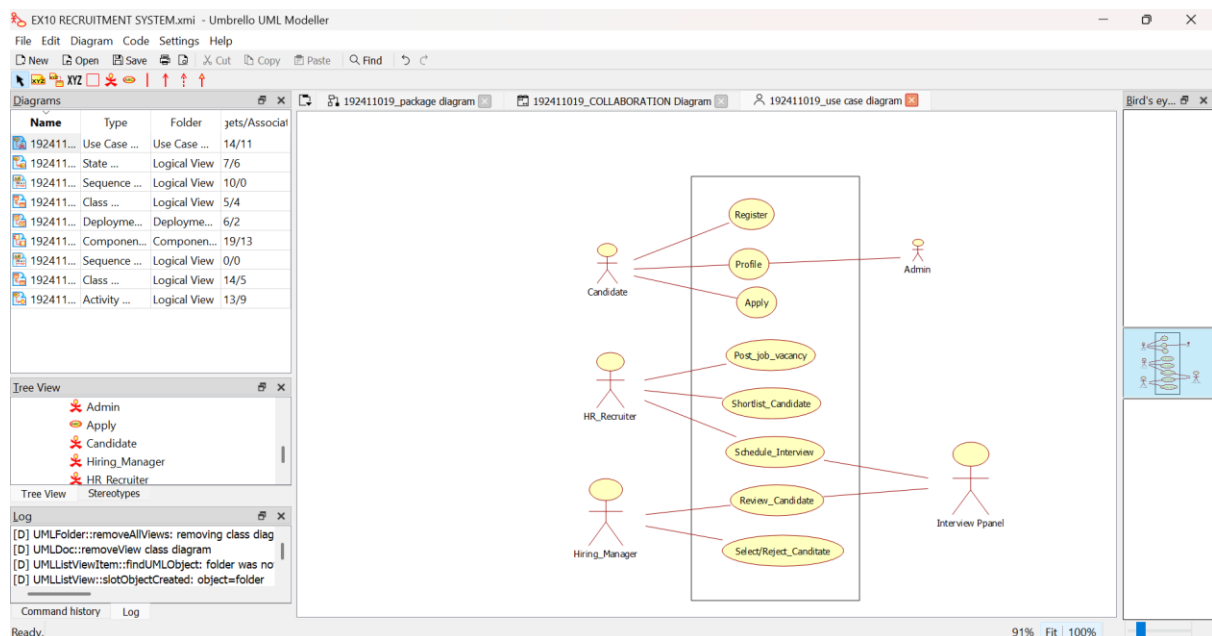 EX10 RECRUITMENT SYSTEM.xmi - Umbrello UML Modeller
File Edit Diagram Code Settings Help
New Open Save Cut Copy Paste Find
XYZ XYZ
Diagrams
192411019_package diagram 192411019_COLLABORATION Diagram 192411019_use case diagram
Bird's ey...
Name Type Folder gets/Associat
192411... Use Case ... Use Case ... 14/11
192411... State ... Logical View 7/6
192411... Sequence ... Logical View 10/0
192411... Class ... Logical View 5/4
192411... Deployme... Deployme... 6/2
192411... Componen... Componen... 19/13
192411... Sequence ... Logical View 0/0
192411... Class ... Logical View 14/5
192411... Activity ... Logical View 13/9
Tree View
Admin
Apply
Candidate
Hiring_Manager
HR_Recruiter
Tree View Stereotypes
Log
[D] UMLFolder::removeAllViews: removing class diag
[D] UMLDoc::removeView class diagram
[D] UMLListViewItem::findUMLObject: folder was no
[D] UMLListView::slotObjectCreated: object=folder
Command history Log
Ready.
Register
Profile
Admin
Candidate
Apply
Post_job_vacancy
Shortlist_Candidate
HR_Recruiter
Schedule_Interview
Review_Candidate
Interview Ppanel
Hiring_Manager
Select/Reject_Canditate
91% Fit 100%